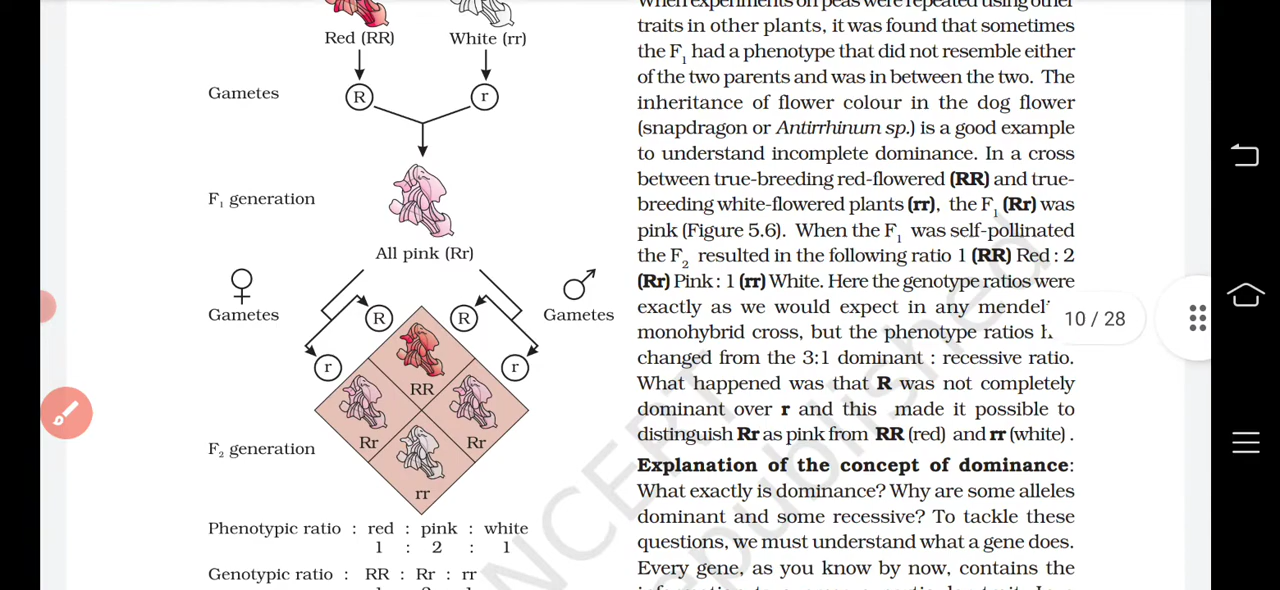 Red (RR) White (rr)
Gametes R r
F1 generation
All pink (Rr)
Gametes R R Gametes
r r
RR
Rr Rr
F2 generation
rr
Phenotypic ratio : red : pink : white
1 : 2 : 1
Genotypic ratio : RR : Rr : rr
When experiments on peas were repeated using other
traits in other plants, it was found that sometimes
the F1 had a phenotype that did not resemble either
of the two parents and was in between the two. The
inheritance of flower colour in the dog flower
(snapdragon or Antirrhinum sp.) is a good example
to understand incomplete dominance. In a cross
between true-breeding red-flowered (RR) and true-
breeding white-flowered plants (rr), the F1 (Rr) was
pink (Figure 5.6). When the F1 was self-pollinated
the F2 resulted in the following ratio 1 (RR) Red : 2
(Rr) Pink : 1 (rr) White. Here the genotype ratios were
exactly as we would expect in any
monohybrid cross, but the phenotype ratios
changed from the 3:1 dominant : recessive ratio.
What happened was that R was not completely
dominant over r and this made it possible to
distinguish Rr as pink from RR (red) and rr (white) .
Explanation of the concept of dominance:
What exactly is dominance? Why are some alleles
dominant and some recessive? To tackle these
questions, we must understand what a gene does.
Every gene, as you know by now, contains the
10 / 28
NCERT
republished